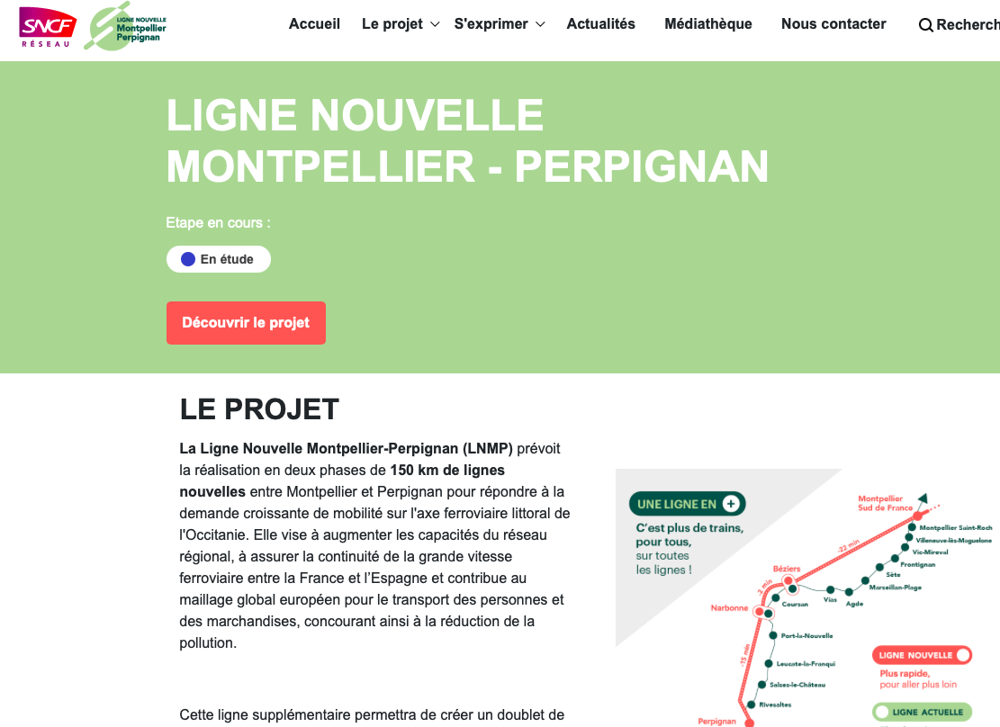 SNCF
RÉSEAU
LIGNE NOUVELLE
Montpellier
Perpignan
Accueil
Le projet
S'exprimer
Actualités
Médiathèque
Nous contacter
Recherch
LIGNE NOUVELLE
MONTPELLIER - PERPIGNAN
Etape en cours :
En étude
Découvrir le projet
LE PROJET
La Ligne Nouvelle Montpellier-Perpignan (LNMP) prévoit
la réalisation en deux phases de 150 km de lignes
nouvelles entre Montpellier et Perpignan pour répondre à la
demande croissante de mobilité sur l'axe ferroviaire littoral de
l'Occitanie. Elle vise à augmenter les capacités du réseau
régional, à assurer la continuité de la grande vitesse
ferroviaire entre la France et l’Espagne et contribue au
maillage global européen pour le transport des personnes et
des marchandises, concourant ainsi à la réduction de la
pollution.
Cette ligne supplémentaire permettra de créer un doublet de
UNE LIGNE EN +
C'est plus de trains,
pour tous,
sur toutes
les lignes !
Montpellier
Sud de France
Montpellier Saint-Roch
Villeneuve-lès-Maguelone
Vic-Mireval
Frontignan
Sète
Marseillan-Plage
Agde
Vias
-22 min
Béziers
-2 min
Coursan
Narbonne
Port-la-Nouvelle
-15 min
Leucate-la-Franqui
Salses-le-Château
Rivesaltes
Perpignan
LIGNE NOUVELLE
Plus rapide,
pour aller plus loin
LIGNE ACTUELLE